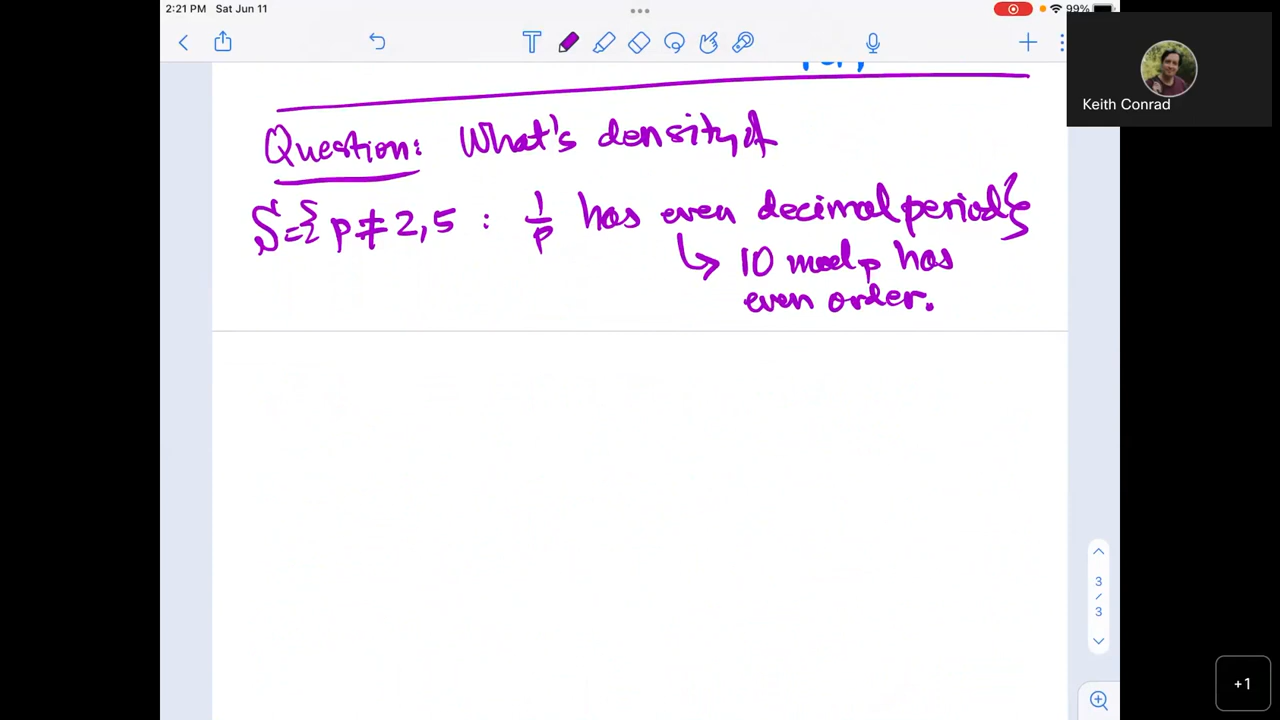 2:21 PM Sat Jun 11
99%
Keith Conrad
Question: What's density of
S={ p≠2,5 : 1/p has even decimal period}
↳ 10 mod p has
even order.
3
/
3
+1